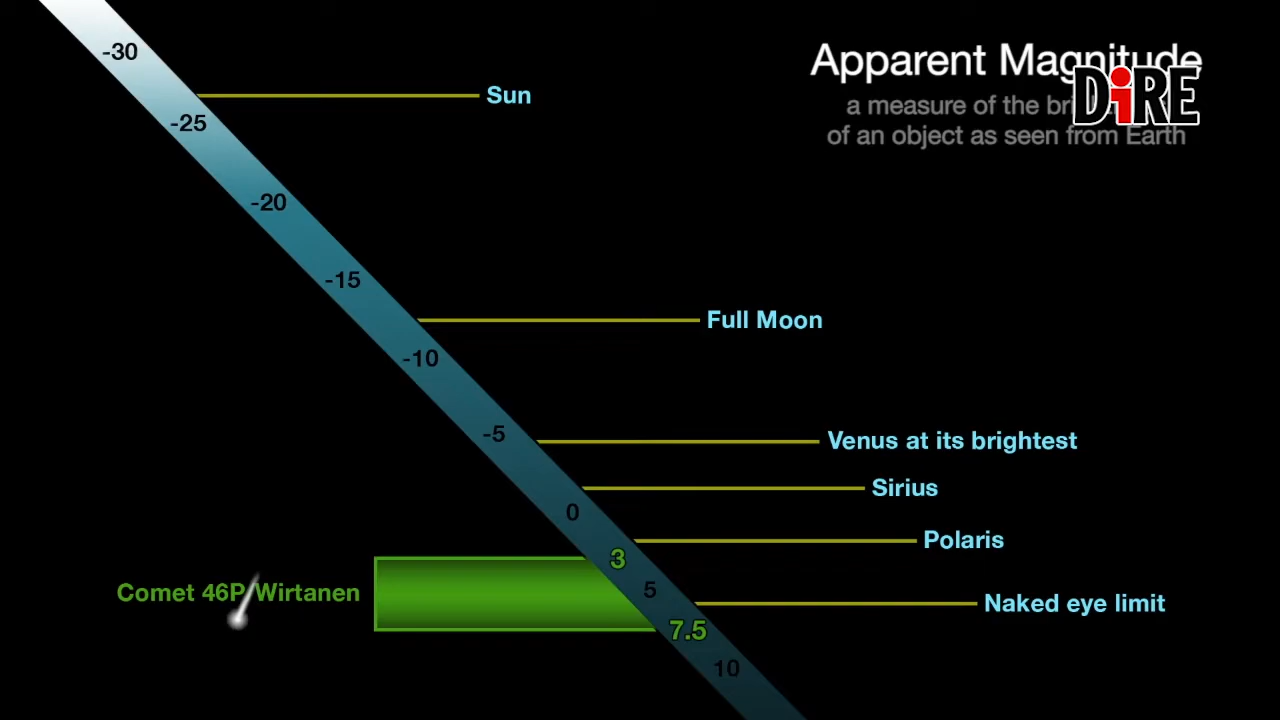 Apparent Magnitude
DiRE
a measure of the
of an object as seen from Earth
-30
Sun
-25
-20
-15
Full Moon
-10
-5
Venus at its brightest
Sirius
0
Polaris
3
Comet 46P/Wirtanen
5
Naked eye limit
7.5
10